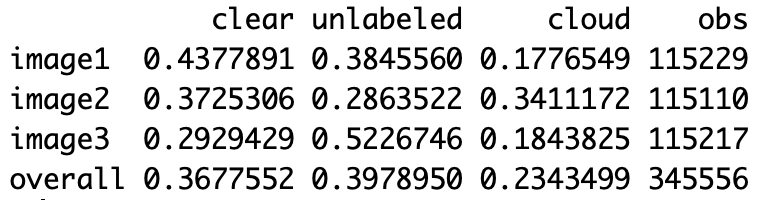 clear unlabeled cloud obs
image1 0.4377891 0.3845560 0.1776549 115229
image2 0.3725306 0.2863522 0.3411172 115110
image3 0.2929429 0.5226746 0.1843825 115217
overall 0.3677552 0.3978950 0.2343499 345556